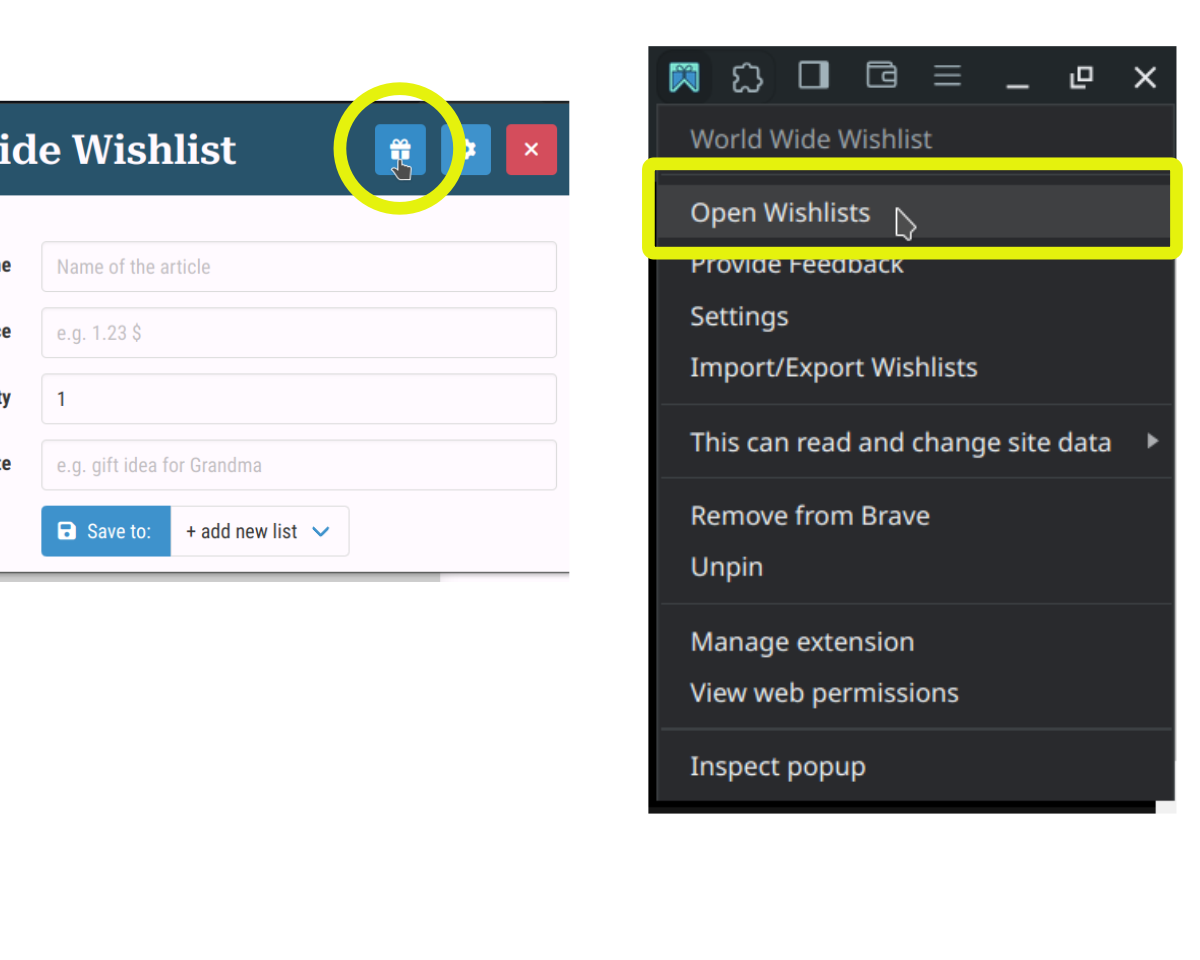 ide Wishlist
e
Name of the article
ce
e.g. 1.23 $
ty
1
te
e.g. gift idea for Grandma
Save to:
+ add new list
World Wide Wishlist
Open Wishlists
Provide Feedback
Settings
Import/Export Wishlists
This can read and change site data
Remove from Brave
Unpin
Manage extension
View web permissions
Inspect popup